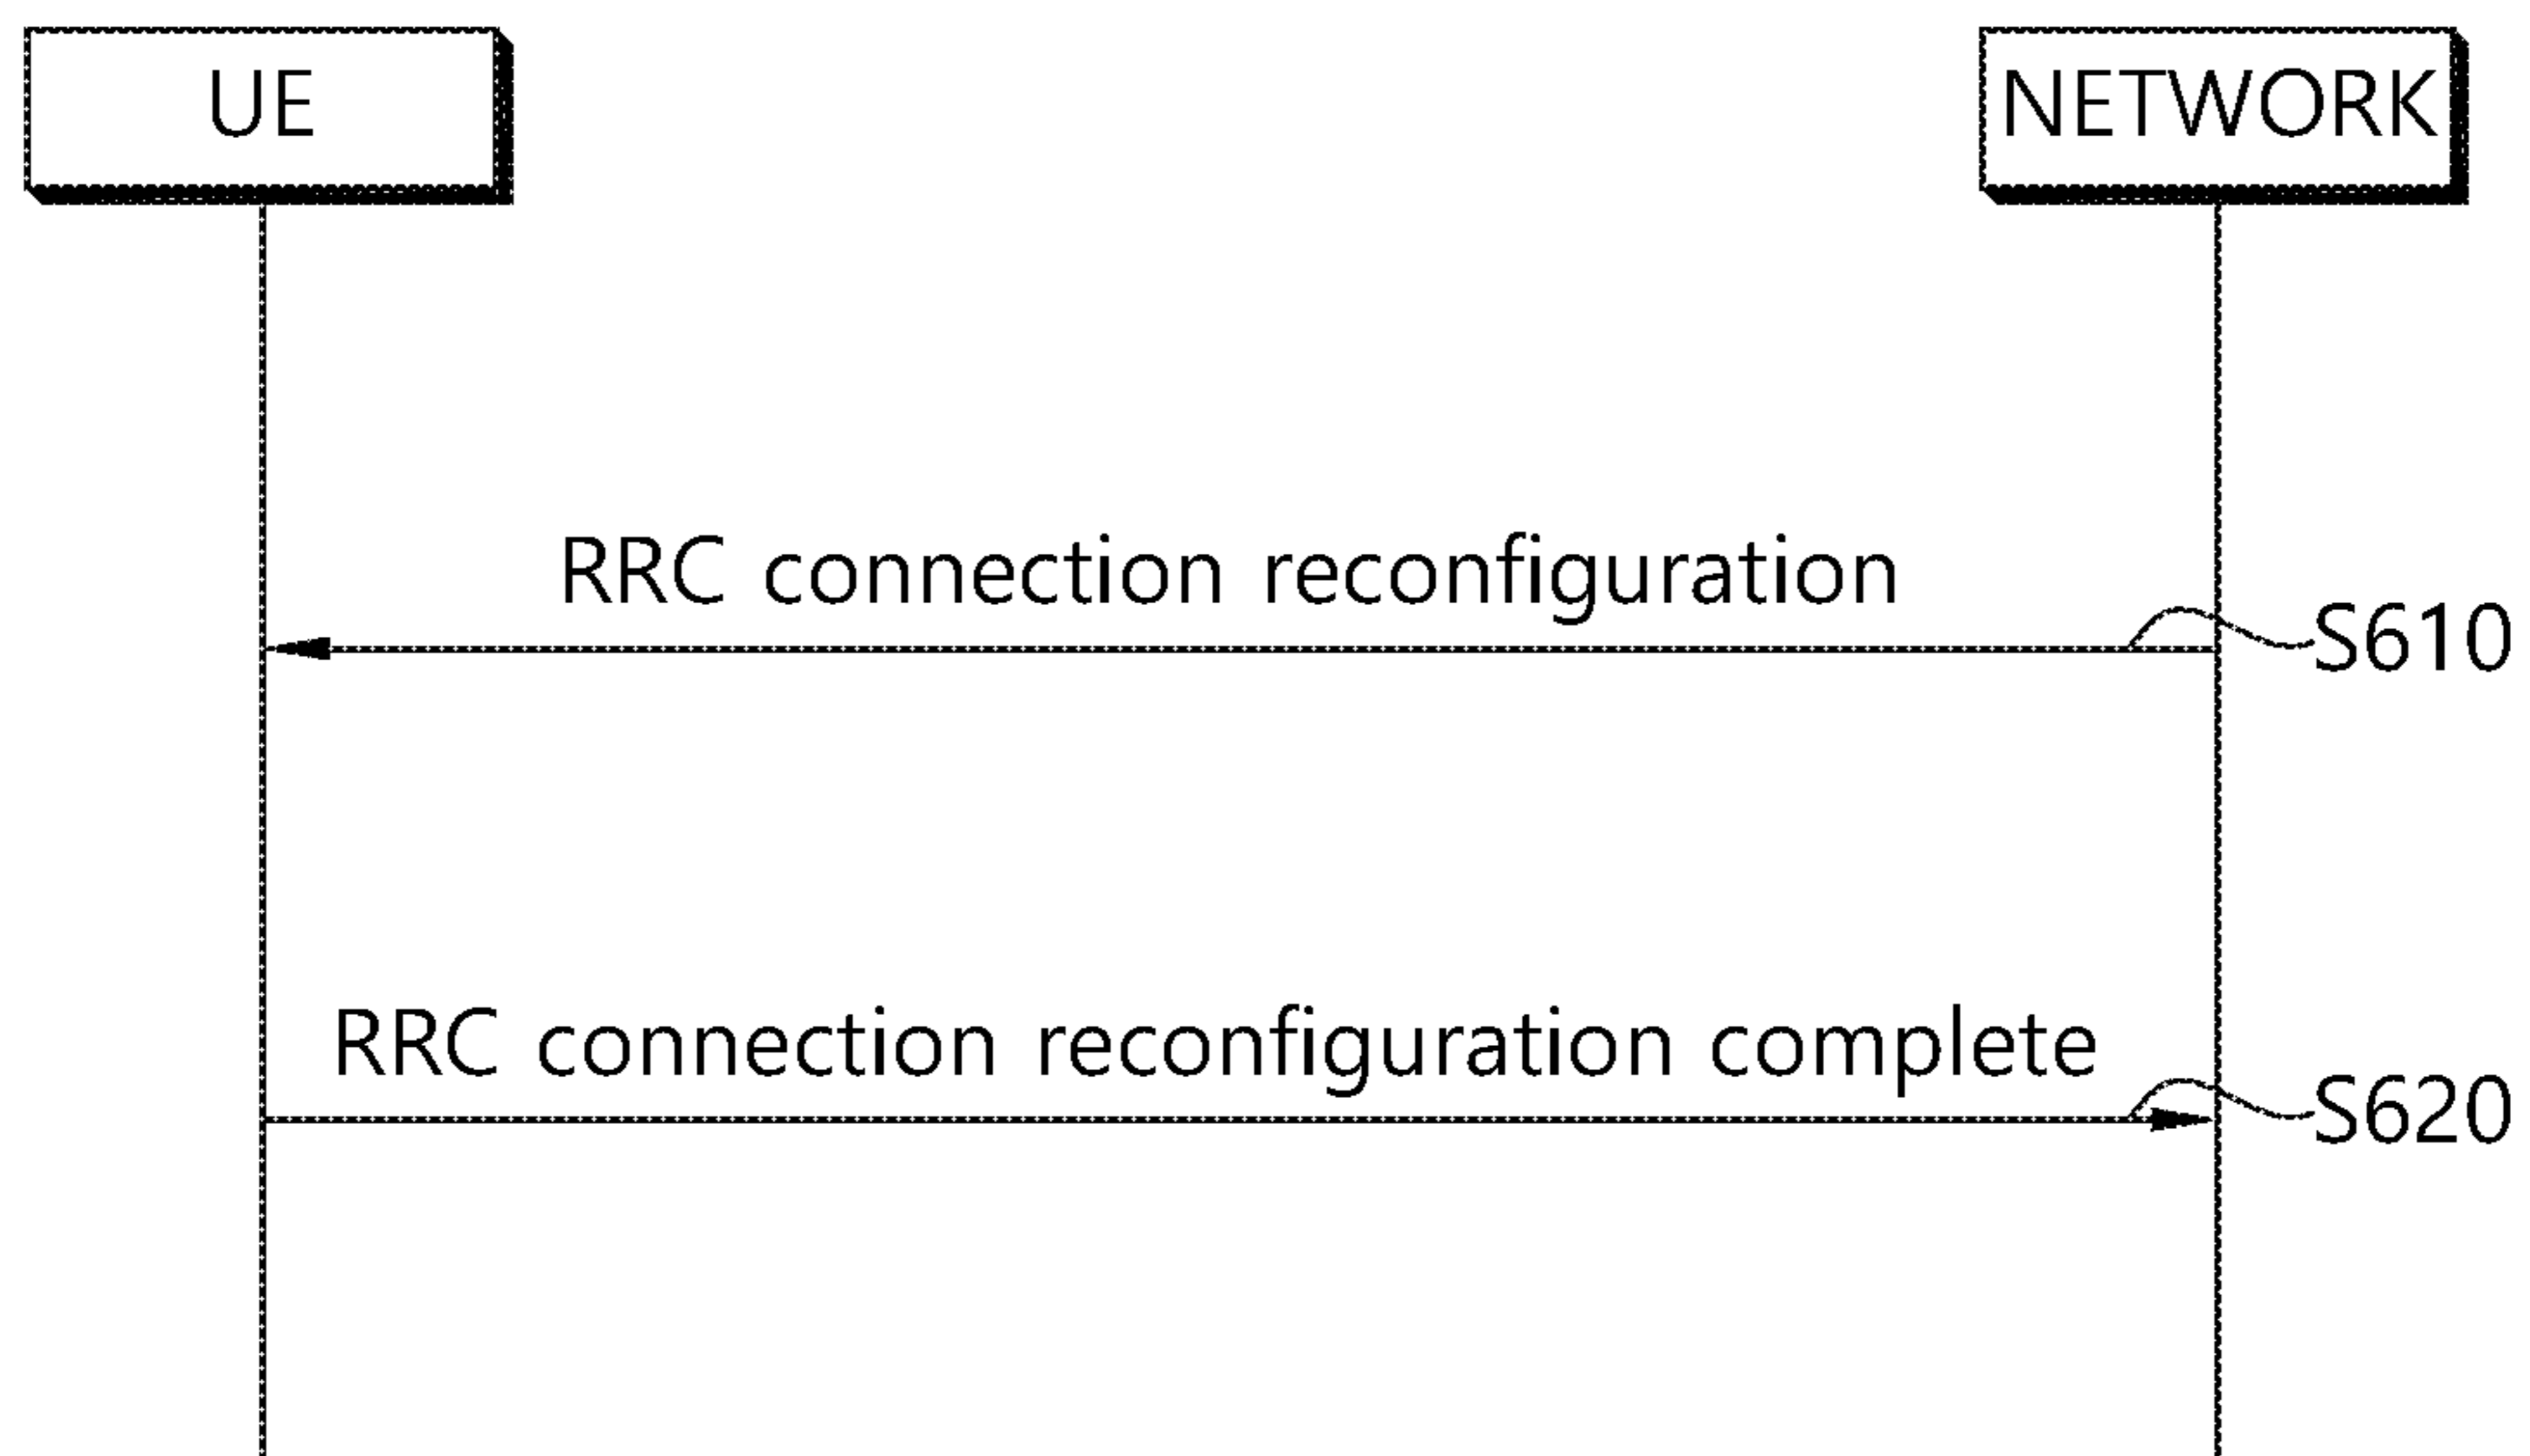 UE
NETWORK
RRC connection reconfiguration
S610
RRC connection reconfiguration complete
S620